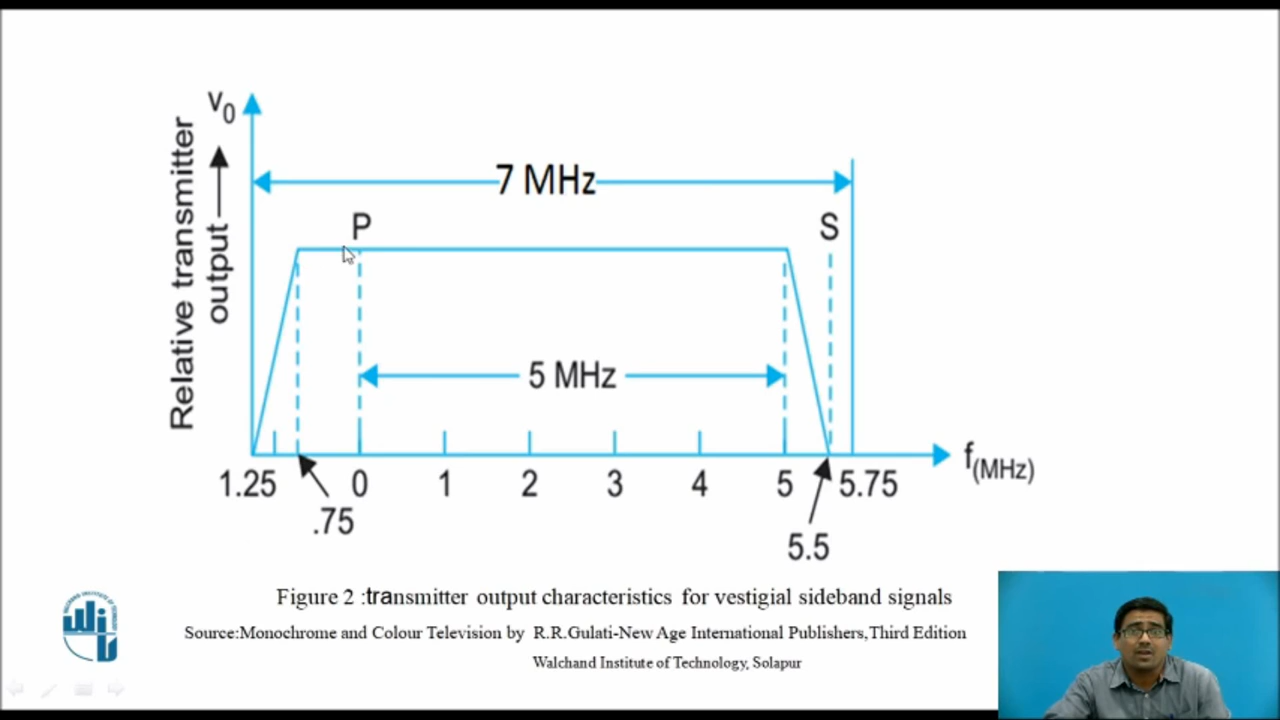 V0
Relative transmitter
output
7 MHz
P
S
5 MHz
f(MHz)
1.25
0
1
2
3
4
5
5.75
.75
5.5
Figure 2 :transmitter output characteristics for vestigial sideband signals
Source:Monochrome and Colour Television by R.R.Gulati-New Age International Publishers,Third Edition
Walchand Institute of Technology, Solapur